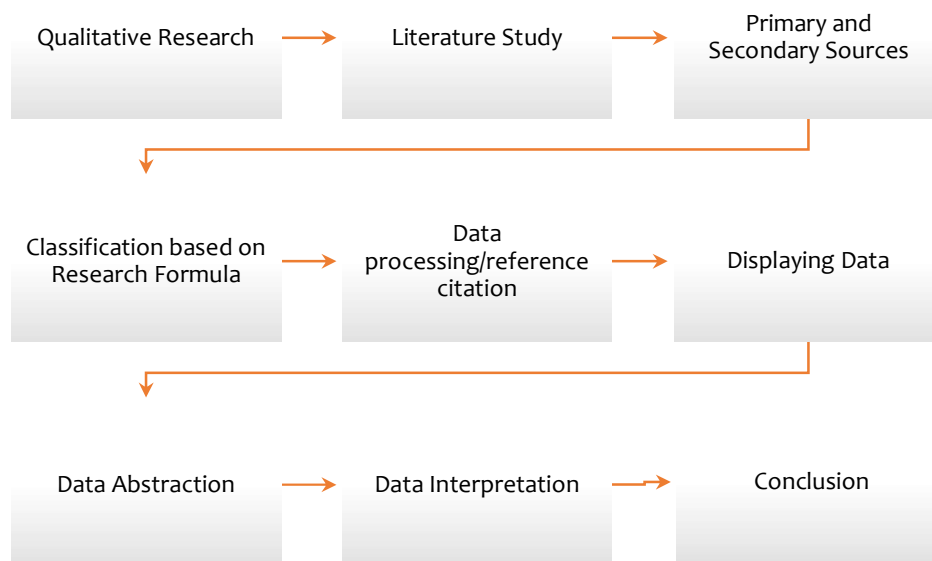 Qualitative Research
Literature Study
Primary and
Secondary Sources
Classification based on
Research Formula
Data
processing/reference
citation
Displaying Data
Data Abstraction
Data Interpretation
Conclusion